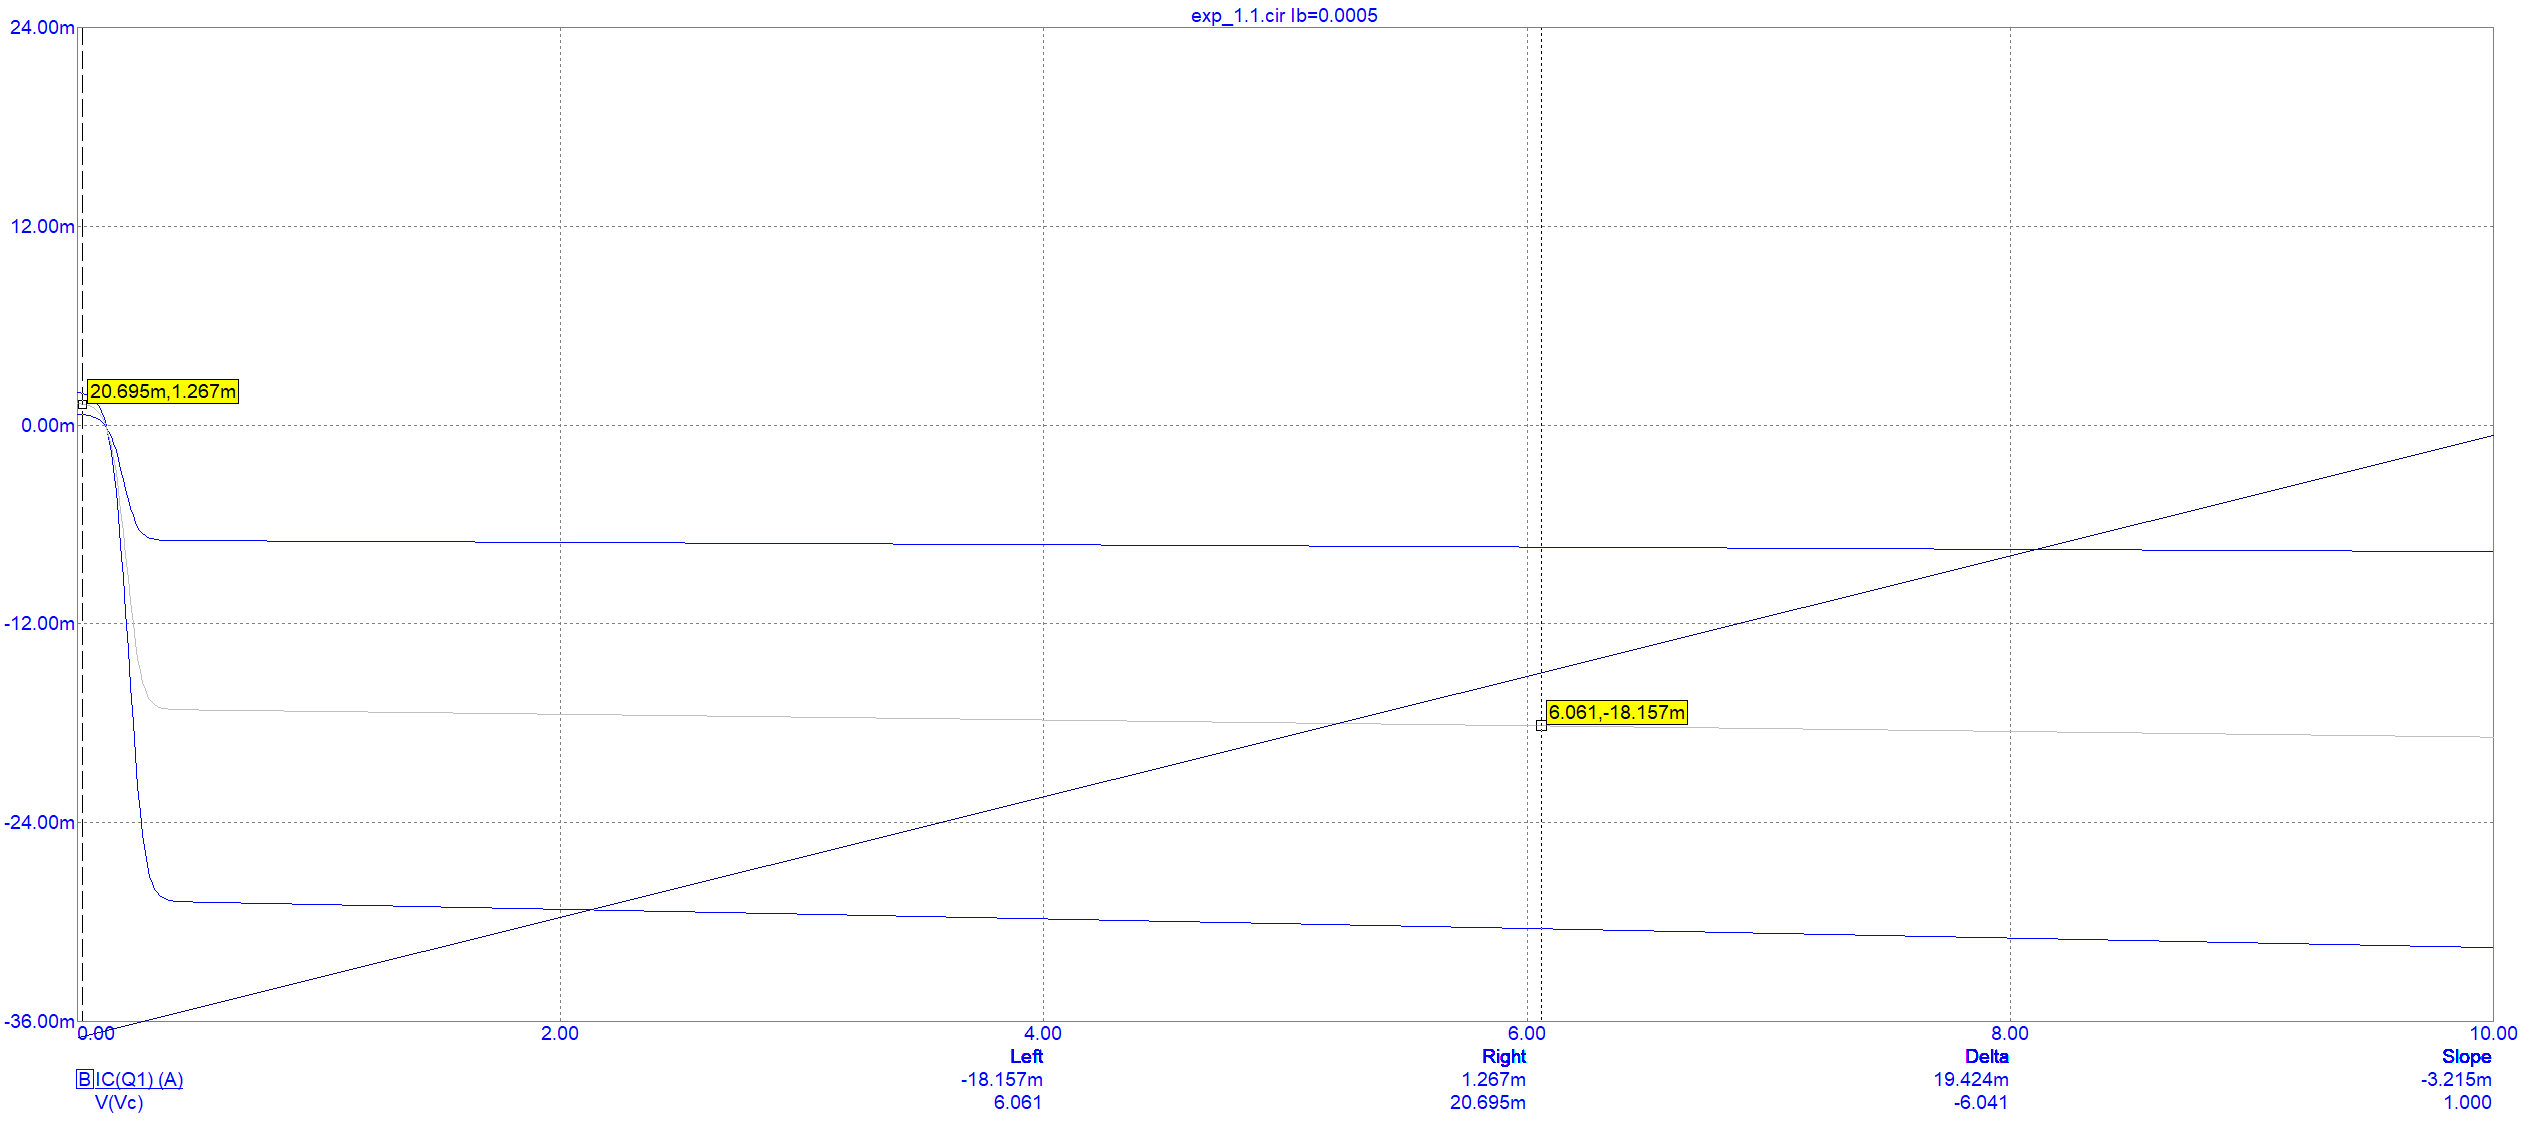 exp_1.1.cir Ib=0.0005
24.00m
12.00m
20.695m,1.267m
0.00m
-12.00m
6.061,-18.157m
-24.00m
-36.00m
0.00 2.00 4.00 6.00 8.00 10.00
Left Right Delta Slope
B IC(Q1) (A) -18.157m 1.267m 19.424m -3.215m
V(Vc) 6.061 20.695m -6.041 1.000